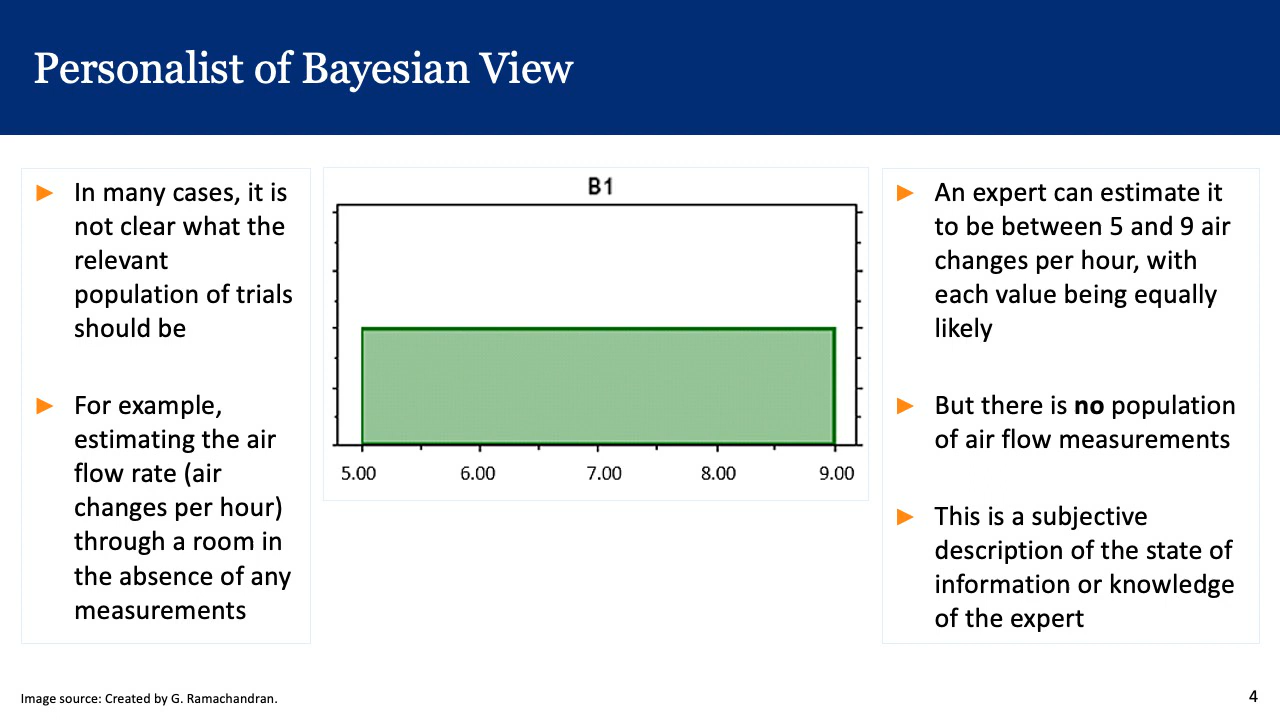 Personalist of Bayesian View
► In many cases, it is
not clear what the
relevant
population of trials
should be
► For example,
estimating the air
flow rate (air
changes per hour)
through a room in
the absence of any
measurements
B1
5.00 6.00 7.00 8.00 9.00
► An expert can estimate it
to be between 5 and 9 air
changes per hour, with
each value being equally
likely
► But there is no population
of air flow measurements
► This is a subjective
description of the state of
information or knowledge
of the expert
Image source: Created by G. Ramachandran.
4